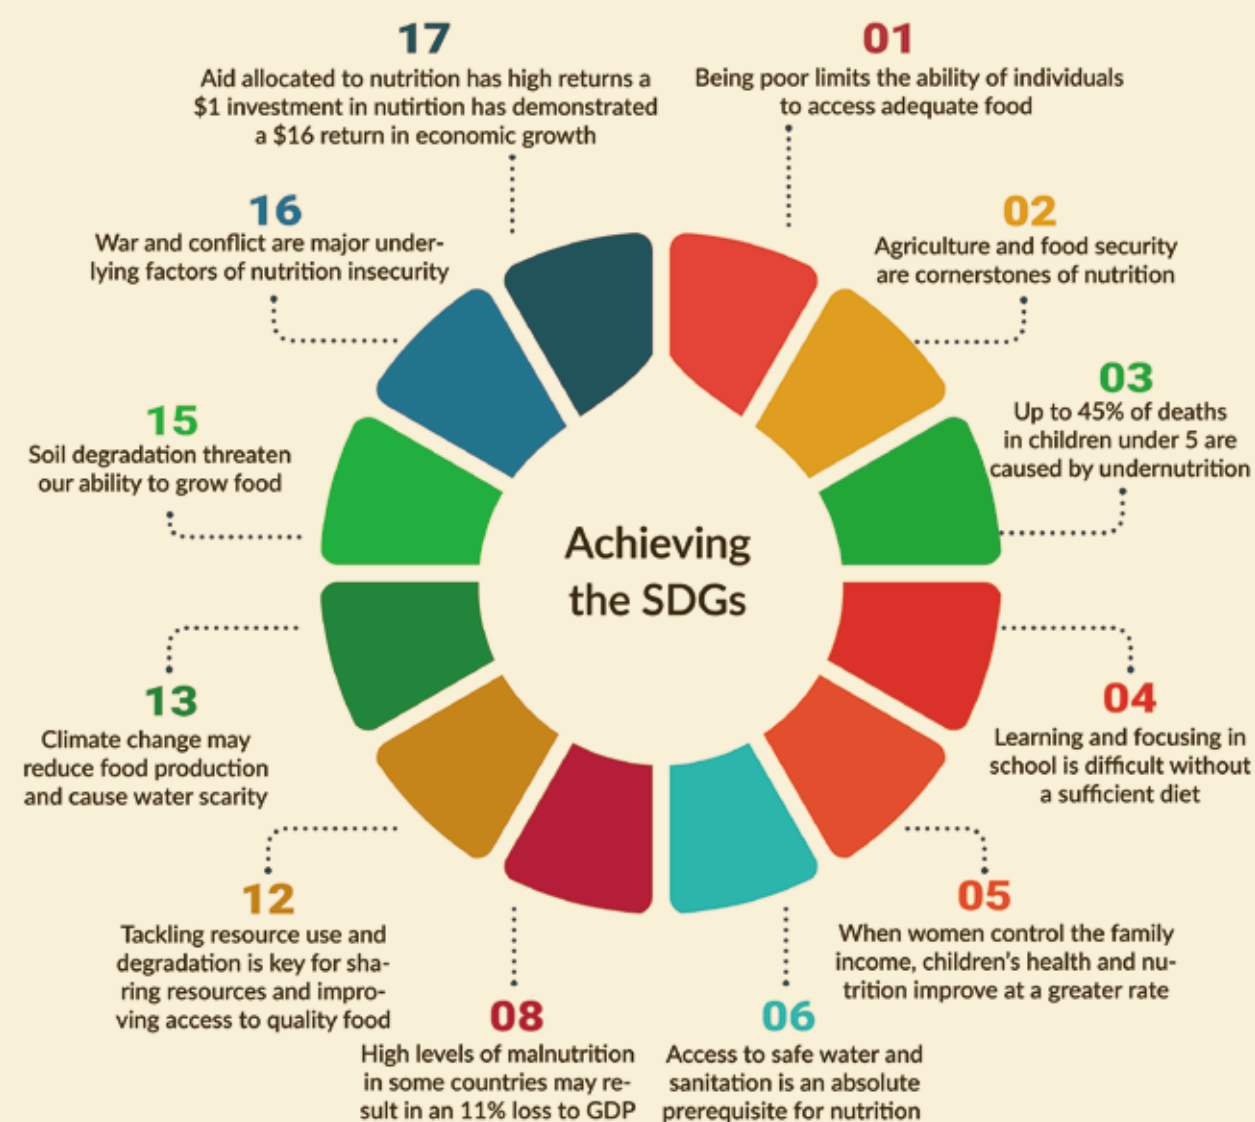 17
Aid allocated to nutrition has high returns a
$1 investment in nutirtion has demonstrated
a $16 return in economic growth
01
Being poor limits the ability of individuals
to access adequate food
16
War and conflict are major under-
lying factors of nutrition insecurity
02
Agriculture and food security
are cornerstones of nutrition
03
Up to 45% of deaths
in children under 5 are
caused by undernutrition
15
Soil degradation threaten
our ability to grow food
Achieving
the SDGs
13
Climate change may
reduce food production
and cause water scarity
04
Learning and focusing in
school is difficult without
a sufficient diet
12
Tackling resource use and
degradation is key for sha-
ring resources and impro-
ving access to quality food
05
When women control the family
income, children's health and nu-
trition improve at a greater rate
08
High levels of malnutrition
in some countries may re-
sult in an 11% loss to GDP
06
Access to safe water and
sanitation is an absolute
prerequisite for nutrition